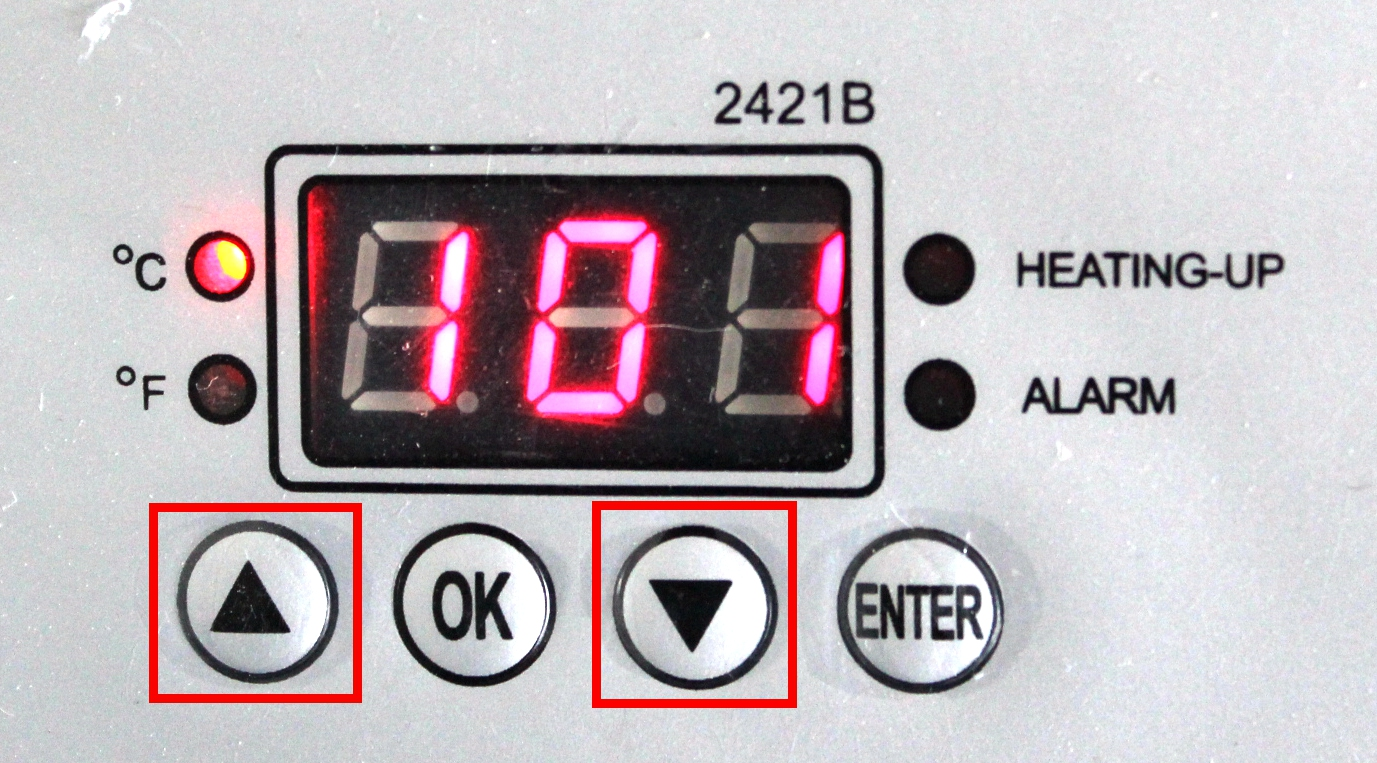 2421B
°C
101
HEATING-UP
°F
ALARM
OK
ENTER